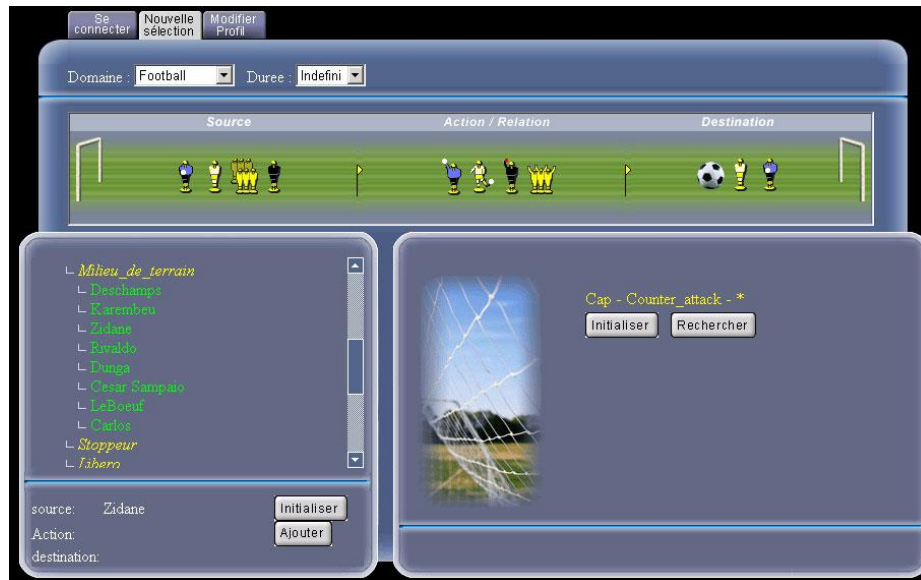 Se connecter
Nouvelle sélection
Modifier Profil
Domaine : Football Duree : Indefini
Source Action / Relation Destination
Milieu_de_terrain
Deschamps
Karembeu
Zidane
Rivaldo
Dunga
Cesar Sampaio
LeBoeuf
Carlos
Stoppeur
Libero
source: Zidane Initialiser
Action: Ajouter
destination:
Cap - Counter_attack - *
Initialiser Rechercher